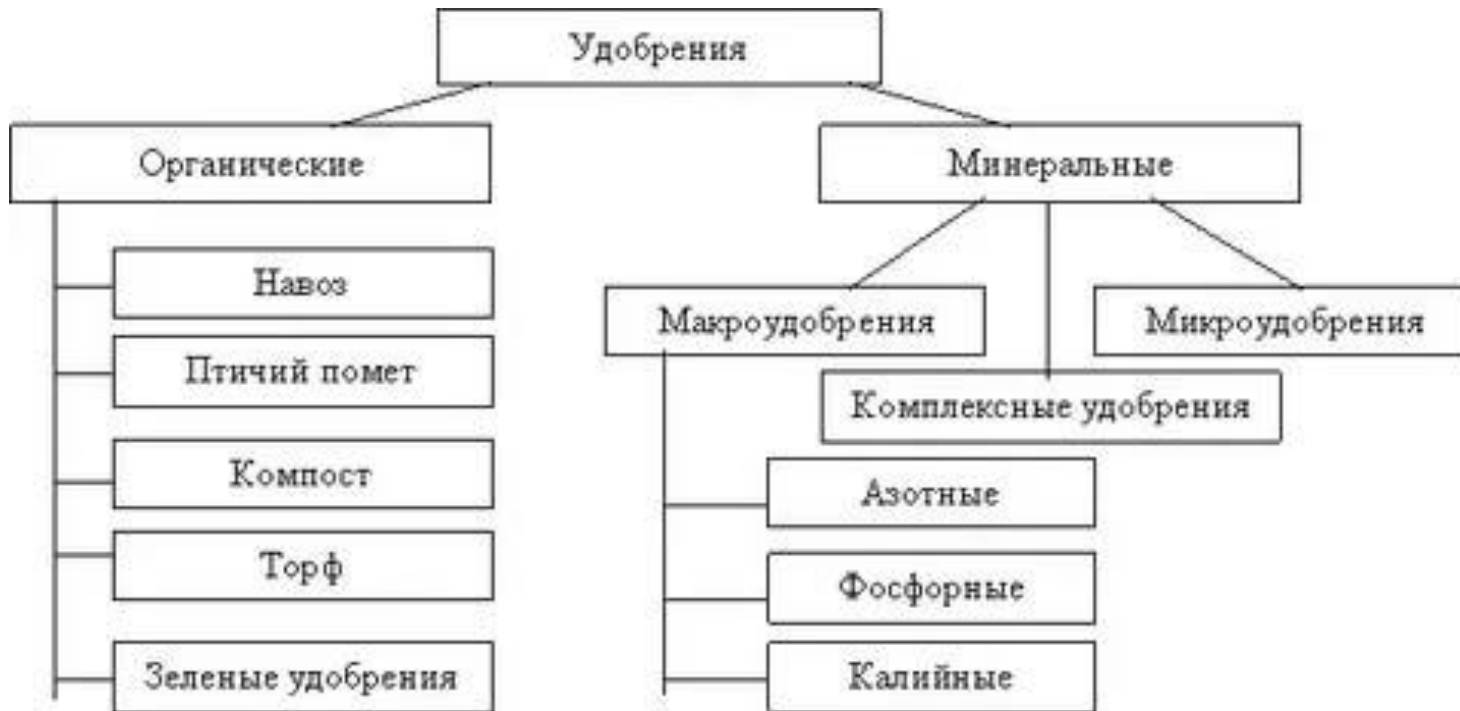 Удобрения
Органические
Минеральные
Навоз
Птичий помет
Компост
Торф
Зеленые удобрения
Макроудобрения
Микроудобрения
Комплексные удобрения
Азотные
Фосфорные
Калийные